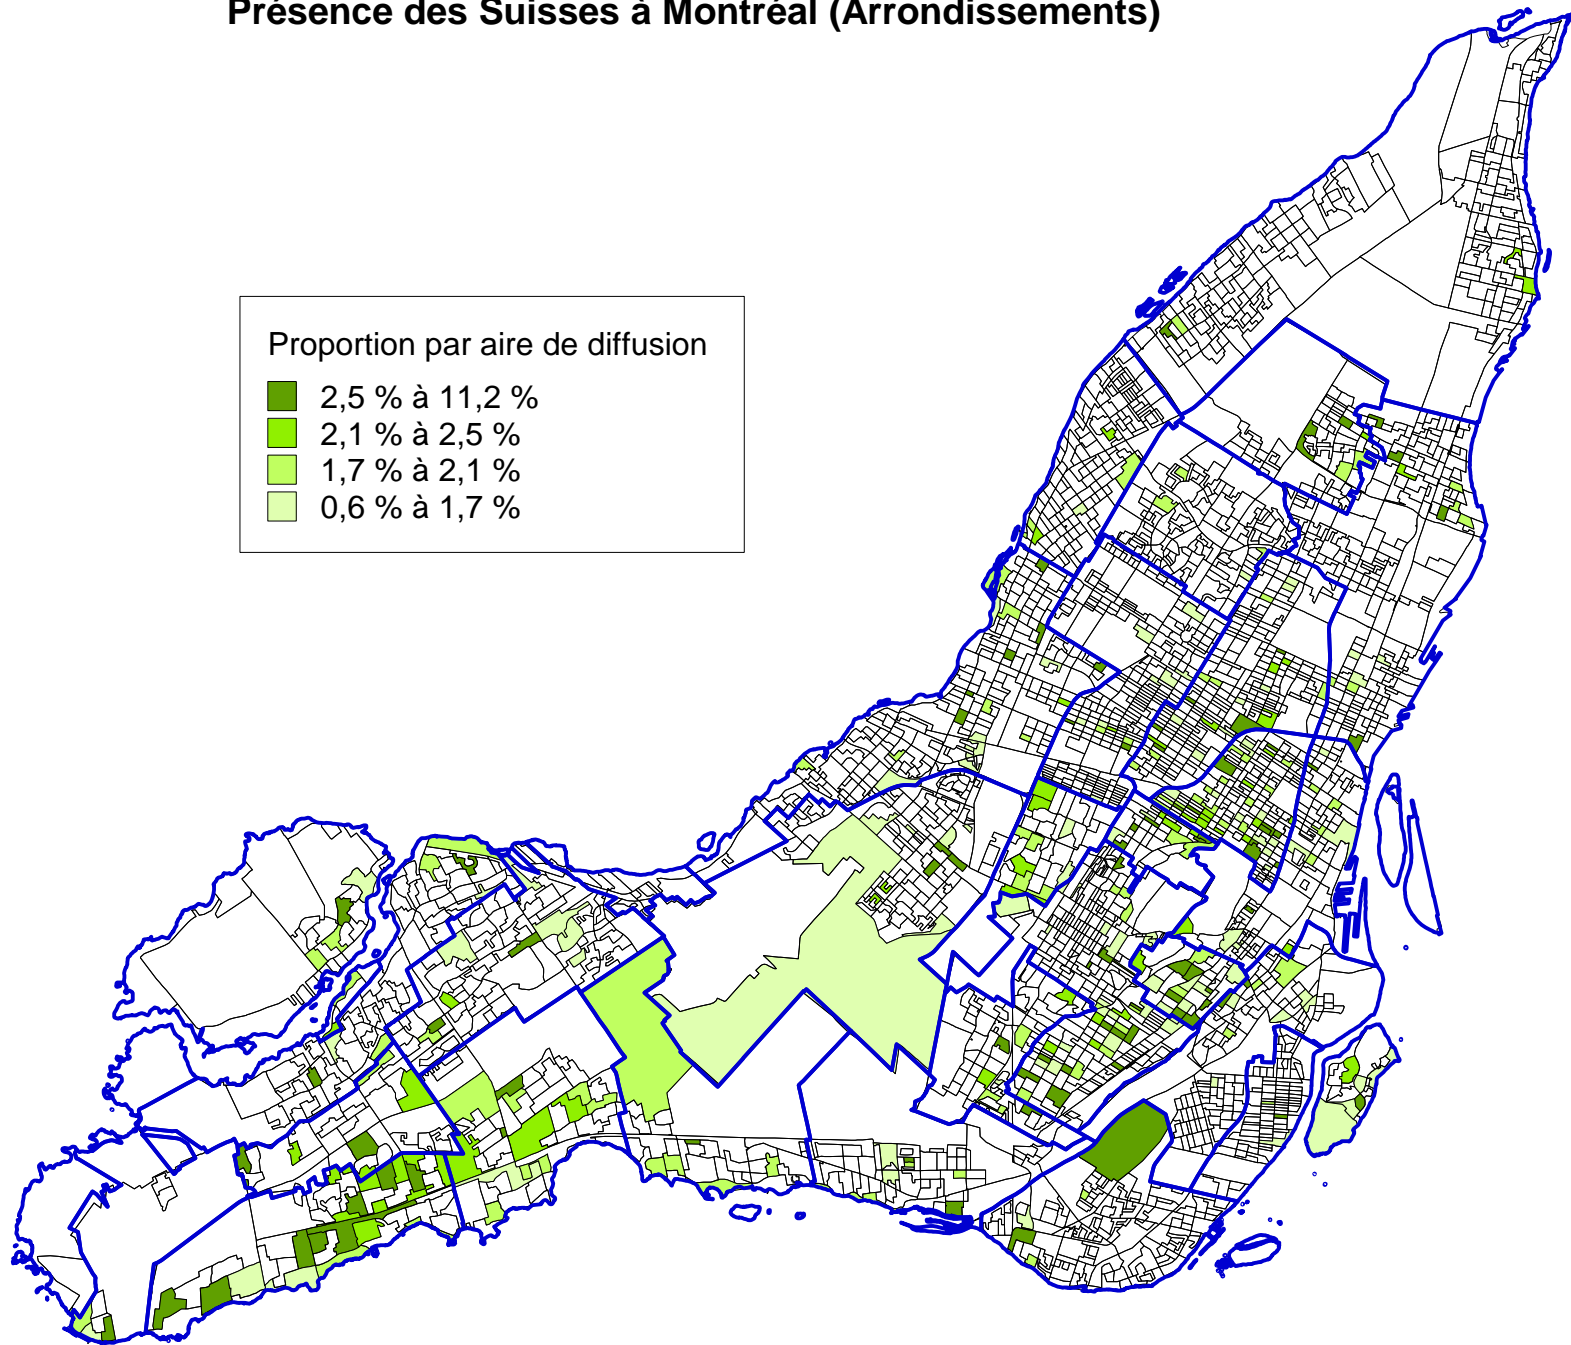 Présence des Suisses à Montréal (Arrondissements)
Proportion par aire de diffusion
2,5 % à 11,2 %
2,1 % à 2,5 %
1,7 % à 2,1 %
0,6 % à 1,7 %